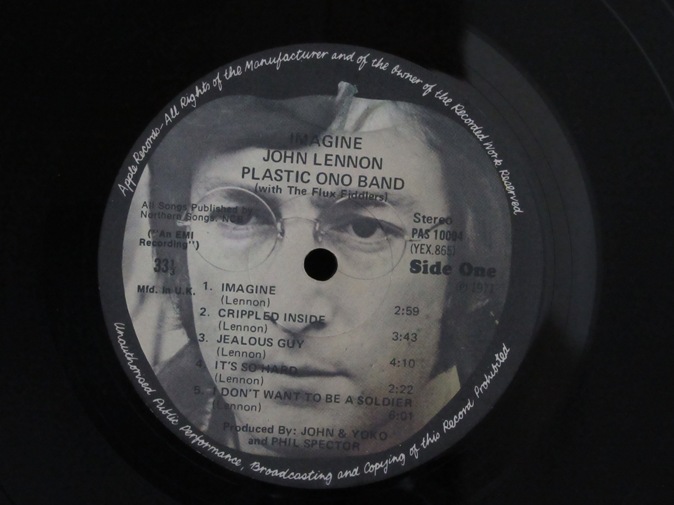 Apple Records-All Rights of the Manufacturer and of the Owner of the Recorded Work Reserved
IMAGINE
JOHN LENNON
PLASTIC ONO BAND
(with The Flux Fiddlers)
All Songs Published by
Northern Songs. NCB
("An EMI
Recording")
33⅓
Mfd. In U.K.
Stereo
PAS 10004
(YEX.865)
Side One
℗ 1971
1. IMAGINE
(Lennon) 2:59
2. CRIPPLED INSIDE
(Lennon) 3:43
3. JEALOUS GUY
(Lennon) 4:10
4. IT'S SO HARD
(Lennon) 2:22
5. I DON'T WANT TO BE A SOLDIER
(Lennon) 6:01
Produced By: JOHN & YOKO
and PHIL SPECTOR
Unauthorised Public Performance, Broadcasting and Copying of this Record Prohibited